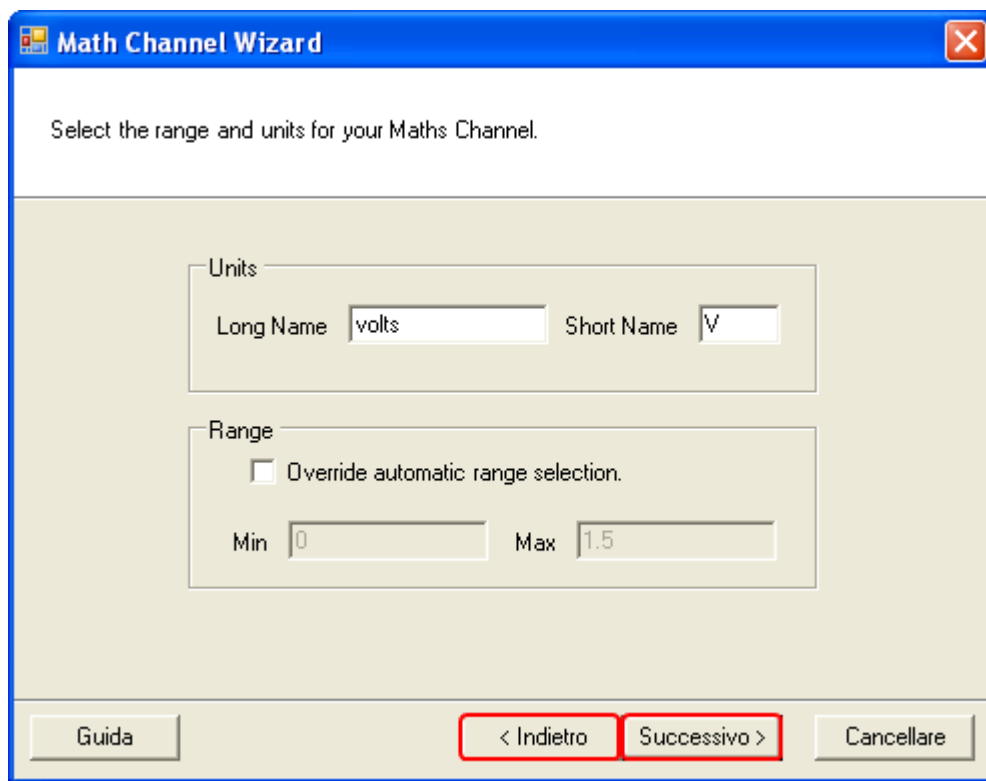 Math Channel Wizard
Select the range and units for your Maths Channel.
Units
Long Name volts Short Name V
Range
Override automatic range selection.
Min 0 Max 1.5
Guida < Indietro Successivo > Cancellare